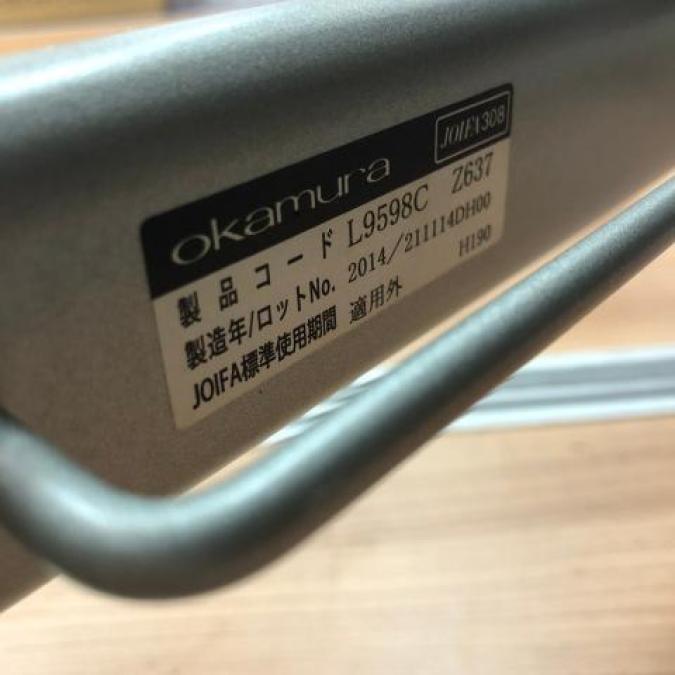 okamura JOIFA308
製品コード L9598C Z637
製造年/ロットNo. 2014/211114DH00
JOIFA標準使用期間 適用外 H190